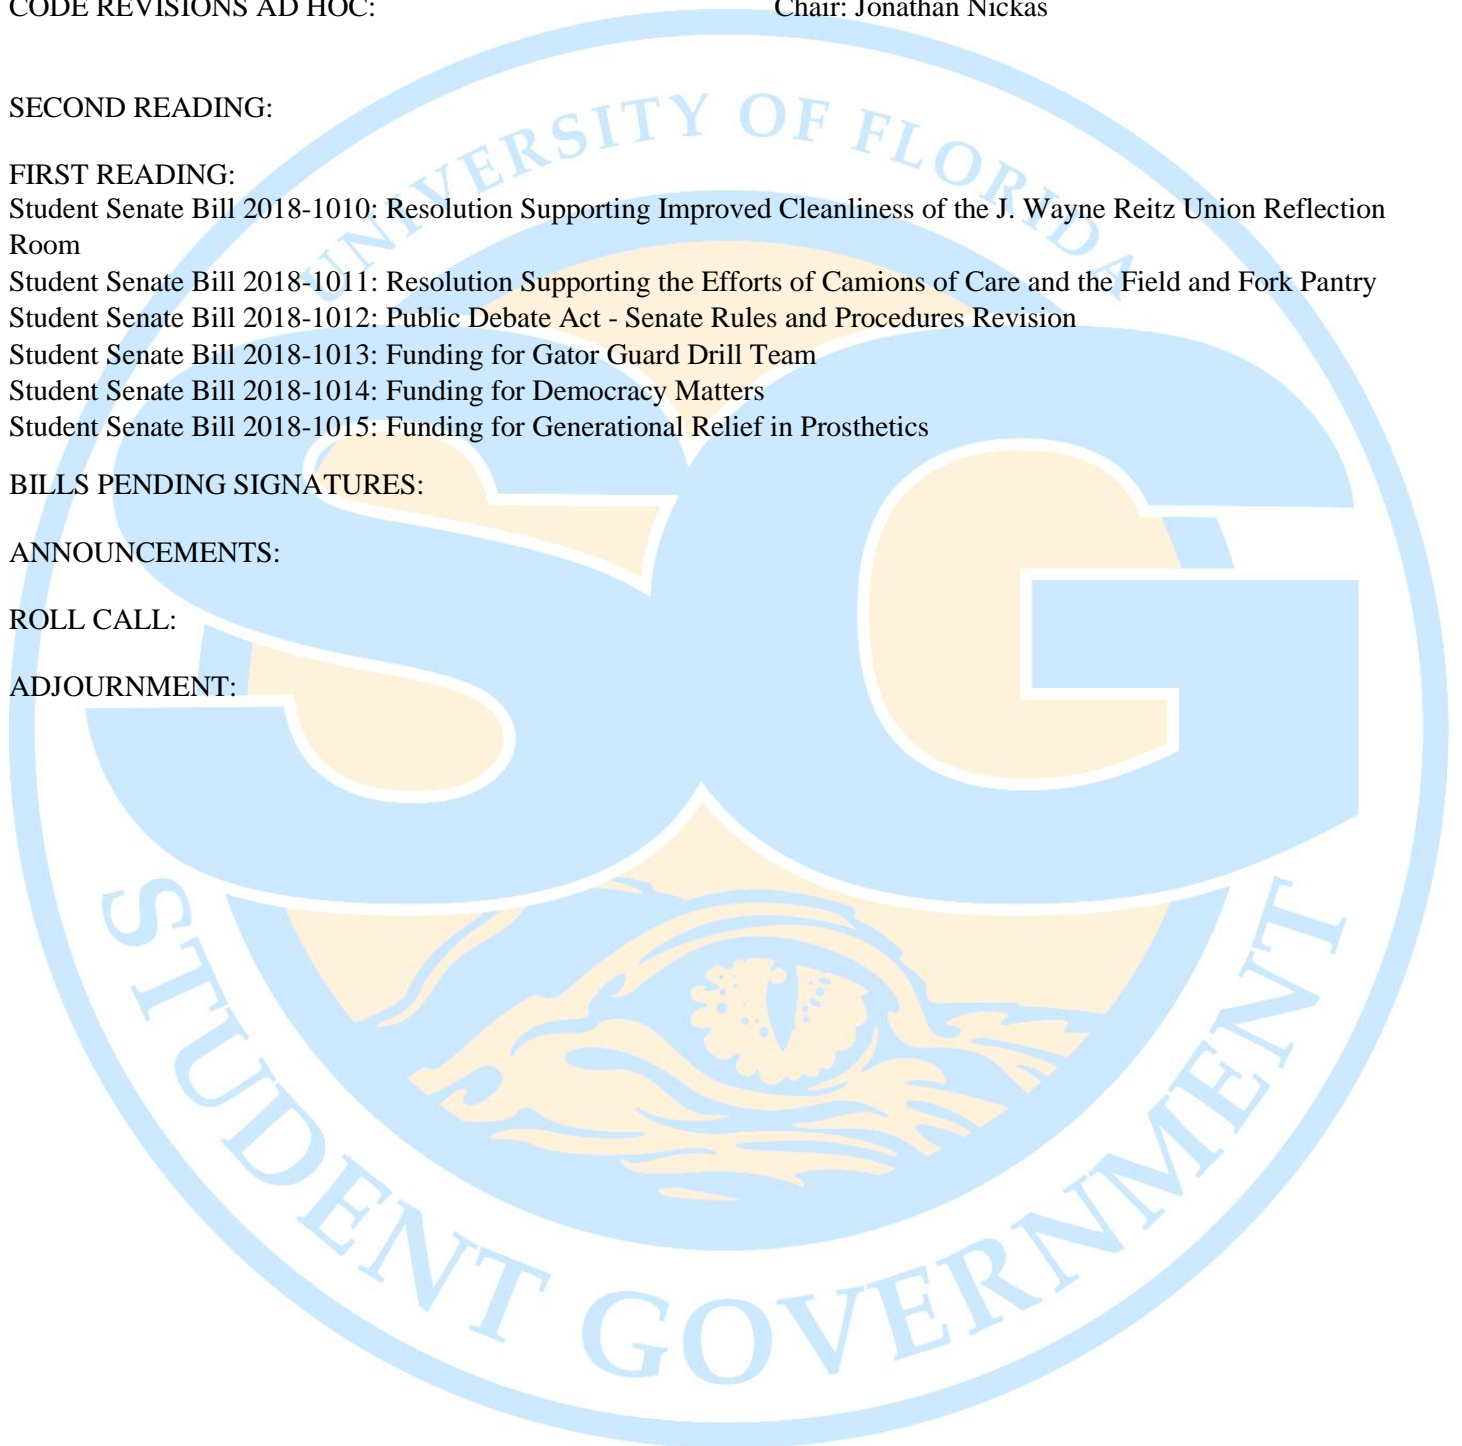 CODE REVISIONS AD HOC: Chair: Jonathan Nickas
SECOND READING:
FIRST READING:
Student Senate Bill 2018-1010: Resolution Supporting Improved Cleanliness of the J. Wayne Reitz Union Reflection
Room
Student Senate Bill 2018-1011: Resolution Supporting the Efforts of Camions of Care and the Field and Fork Pantry
Student Senate Bill 2018-1012: Public Debate Act - Senate Rules and Procedures Revision
Student Senate Bill 2018-1013: Funding for Gator Guard Drill Team
Student Senate Bill 2018-1014: Funding for Democracy Matters
Student Senate Bill 2018-1015: Funding for Generational Relief in Prosthetics
BILLS PENDING SIGNATURES:
ANNOUNCEMENTS:
ROLL CALL:
ADJOURNMENT:
UNIVERSITY OF FLORIDA
SG
STUDENT GOVERNMENT